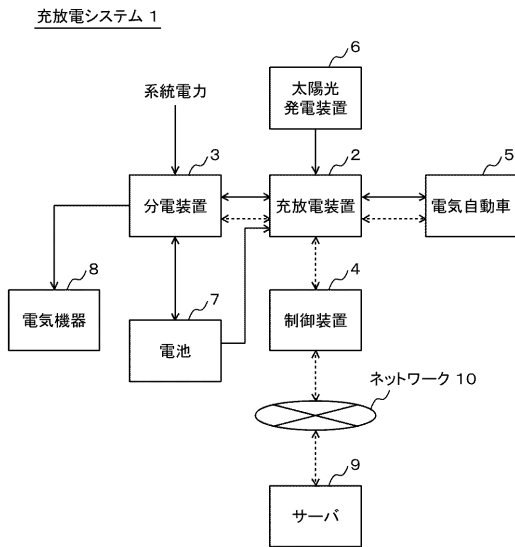 充放電システム 1
6
太陽光
発電装置
系統電力
3
分電装置
2
充放電装置
5
電気自動車
8
電気機器
7
電池
4
制御装置
ネットワーク 10
9
サーバ